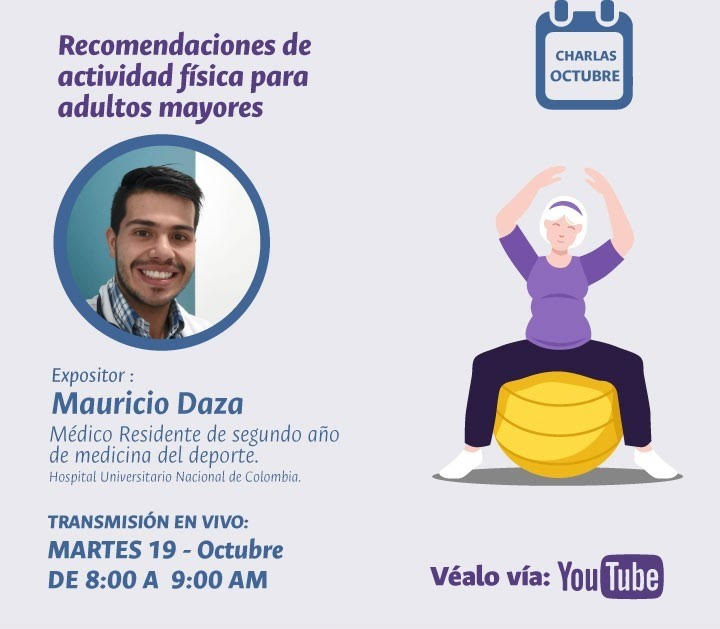 Recomendaciones de
actividad física para
adultos mayores
CHARLAS
OCTUBRE
Expositor :
Mauricio Daza
Médico Residente de segundo año
de medicina del deporte.
Hospital Universitario Nacional de Colombia.
TRANSMISIÓN EN VIVO:
MARTES 19 - Octubre
DE 8:00 A 9:00 AM
Véalo vía: YouTube